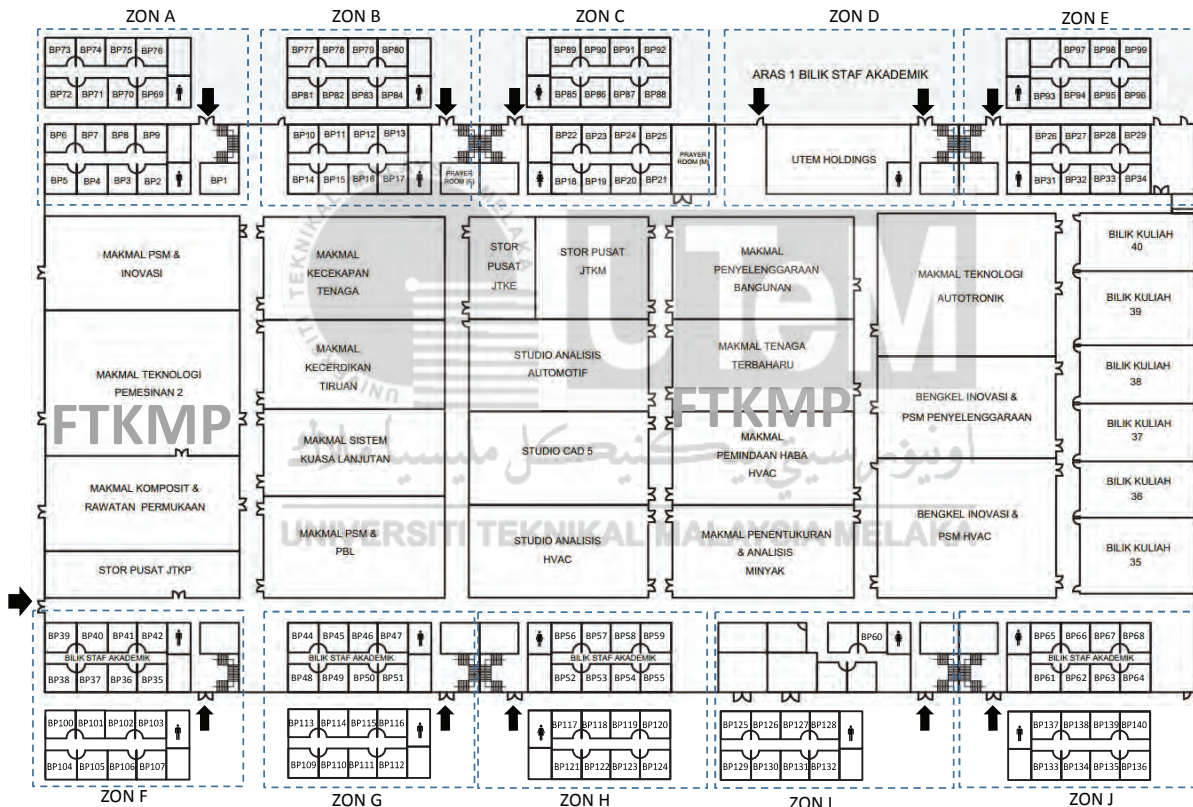 ZON A ZON B ZON C ZON D ZON E
BP73 BP74 BP75 BP76 BP77 BP78 BP79 BP80 BP89 BP90 BP91 BP92 BP97 BP98 BP99
ARAS 1 BILIK STAF AKADEMIK
BP72 BP71 BP70 BP69 BP81 BP82 BP83 BP84 BP85 BP86 BP87 BP88 BP93 BP94 BP95 BP96
BP6 BP7 BP8 BP9 BP10 BP11 BP12 BP13 BP22 BP23 BP24 BP25 BP26 BP27 BP28 BP29
PRAYER
ROOM (M)
UTEM HOLDINGS
BP5 BP4 BP3 BP2 BP1 BP14 BP15 BP16 BP17
PRAYER
ROOM
BP18 BP19 BP20 BP21 BP31 BP32 BP33 BP34
MAKMAL PSM &
INOVASI
MAKMAL
KECEKAPAN
TENAGA
STOR
PUSAT
JTKE
STOR PUSAT
JTKM
MAKMAL
PENYELENGGARAAN
BANGUNAN
MAKMAL TEKNOLOGI
AUTOTRONIK
BILIK KULIAH
40
BILIK KULIAH
39
MAKMAL TEKNOLOGI
PEMESINAN 2
MAKMAL
KECERDIKAN
TIRUAN
STUDIO ANALISIS
AUTOMOTIF
MAKMAL TENAGA
TERBAHARU
BILIK KULIAH
38
FTKMP FTKMP
BENGKEL INOVASI &
PSM PENYELENGGARAAN
BILIK KULIAH
37
MAKMAL SISTEM
KUASA LANJUTAN
STUDIO CAD 5
MAKMAL
PEMINDAAN HABA
HVAC
MAKMAL KOMPOSIT &
RAWATAN PERMUKAAN
BILIK KULIAH
36
MAKMAL PSM &
PBL
STUDIO ANALISIS
HVAC
MAKMAL PENENTUKURAN
& ANALISIS
MINYAK
BENGKEL INOVASI &
PSM HVAC
BILIK KULIAH
35
STOR PUSAT JTKP
UTeM
UNIVERSITI TEKNIKAL MALAYSIA MELAKA
اونيۏرسيتي تيكنيكل مليسيا ملاك
UNIVERSITI TEKNIKAL MALAYSIA MELAKA
BP39 BP40 BP41 BP42 BP44 BP45 BP46 BP47 BP56 BP57 BP58 BP59 BP60 BP65 BP66 BP67 BP68
BILIK STAF AKADEMIK BILIK STAF AKADEMIK BILIK STAF AKADEMIK BILIK STAF AKADEMIK
BP38 BP37 BP36 BP35 BP48 BP49 BP50 BP51 BP52 BP53 BP54 BP55 BP61 BP62 BP63 BP64
BP100 BP101 BP102 BP103 BP113 BP114 BP115 BP116 BP117 BP118 BP119 BP120 BP125 BP126 BP127 BP128 BP137 BP138 BP139 BP140
BP104 BP105 BP106 BP107 BP109 BP110 BP111 BP112 BP121 BP122 BP123 BP124 BP129 BP130 BP131 BP132 BP133 BP134 BP135 BP136
ZON F ZON G ZON H ZON I ZON J